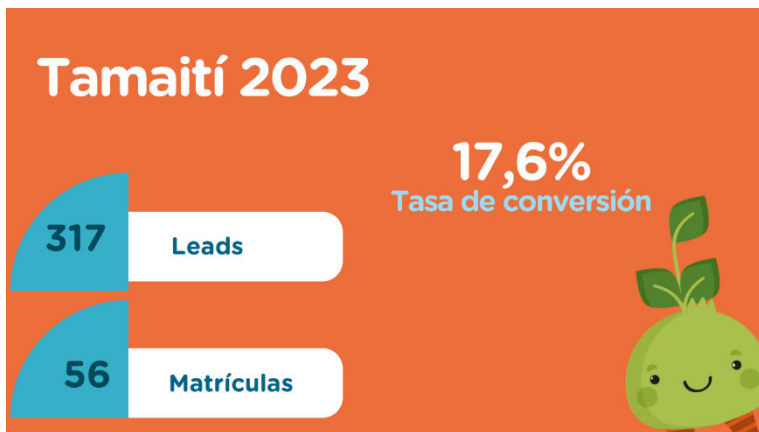 Tamaití 2023
17,6%
Tasa de conversión
317
Leads
56
Matrículas